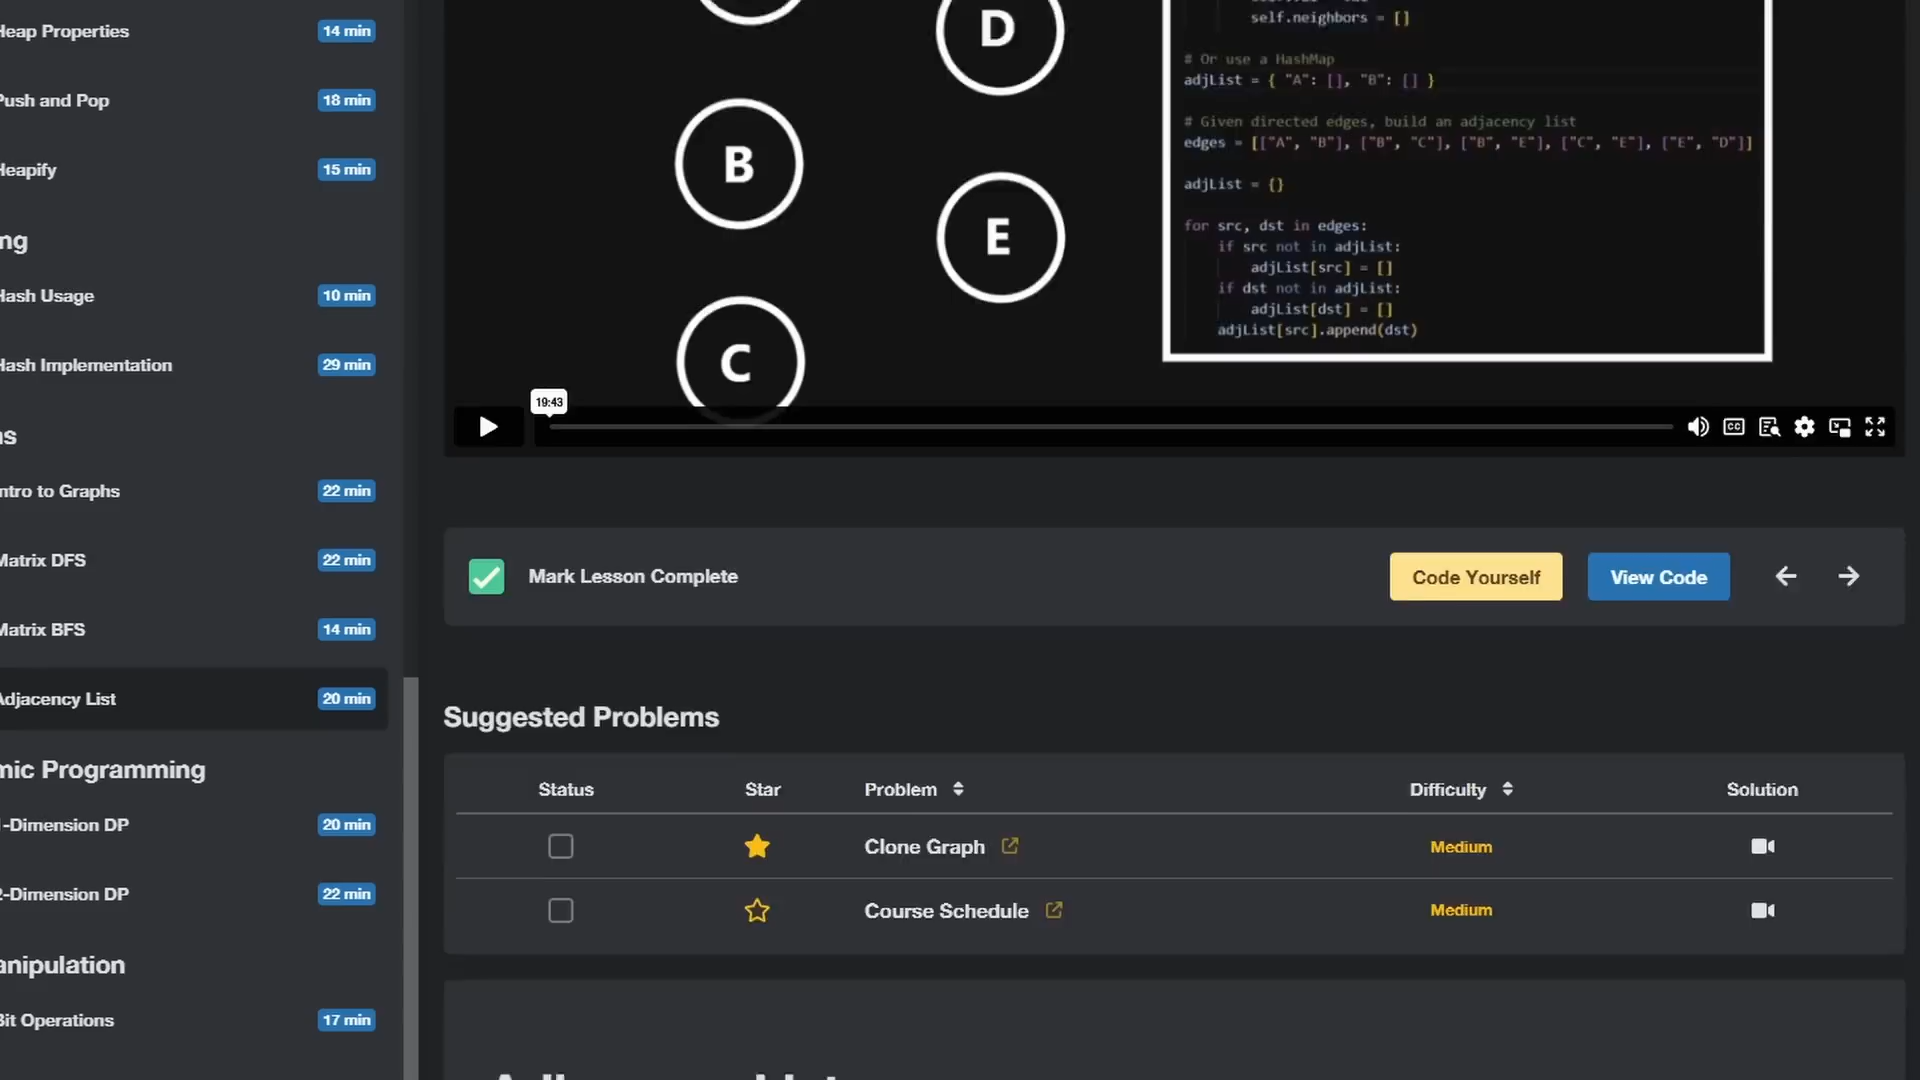 Heap Properties 14 min
Push and Pop 18 min
Heapify 15 min
ng
Hash Usage 10 min
Hash Implementation 29 min
ns
Intro to Graphs 22 min
Matrix DFS 22 min
Matrix BFS 14 min
Adjacency List 20 min
mic Programming
1-Dimension DP 20 min
2-Dimension DP 22 min
anipulation
Bit Operations 17 min
D
B
E
C
self.neighbors = []
# Or use a HashMap
adjList = { "A": [], "B": [] }
# Given directed edges, build an adjacency list
edges = [["A", "B"], ["B", "C"], ["B", "E"], ["C", "E"], ["E", "D"]]
adjList = {}
for src, dst in edges:
if src not in adjList:
adjList[src] = []
if dst not in adjList:
adjList[dst] = []
adjList[src].append(dst)
19:43
CC
Mark Lesson Complete
Code Yourself
View Code
Suggested Problems
Status Star Problem Difficulty Solution
Clone Graph Medium
Course Schedule Medium